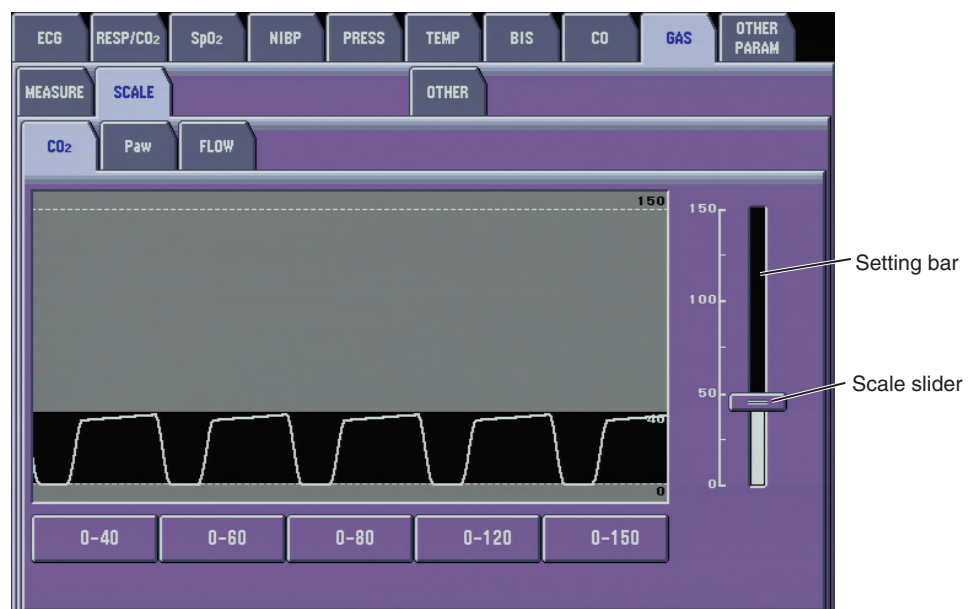 ECG RESP/CO2 SpO2 NIBP PRESS TEMP BIS CO GAS OTHER PARAM
MEASURE SCALE OTHER
CO2 Paw FLOW
150
150
100
50
0
40
0
Setting bar
Scale slider
0-40 0-60 0-80 0-120 0-150